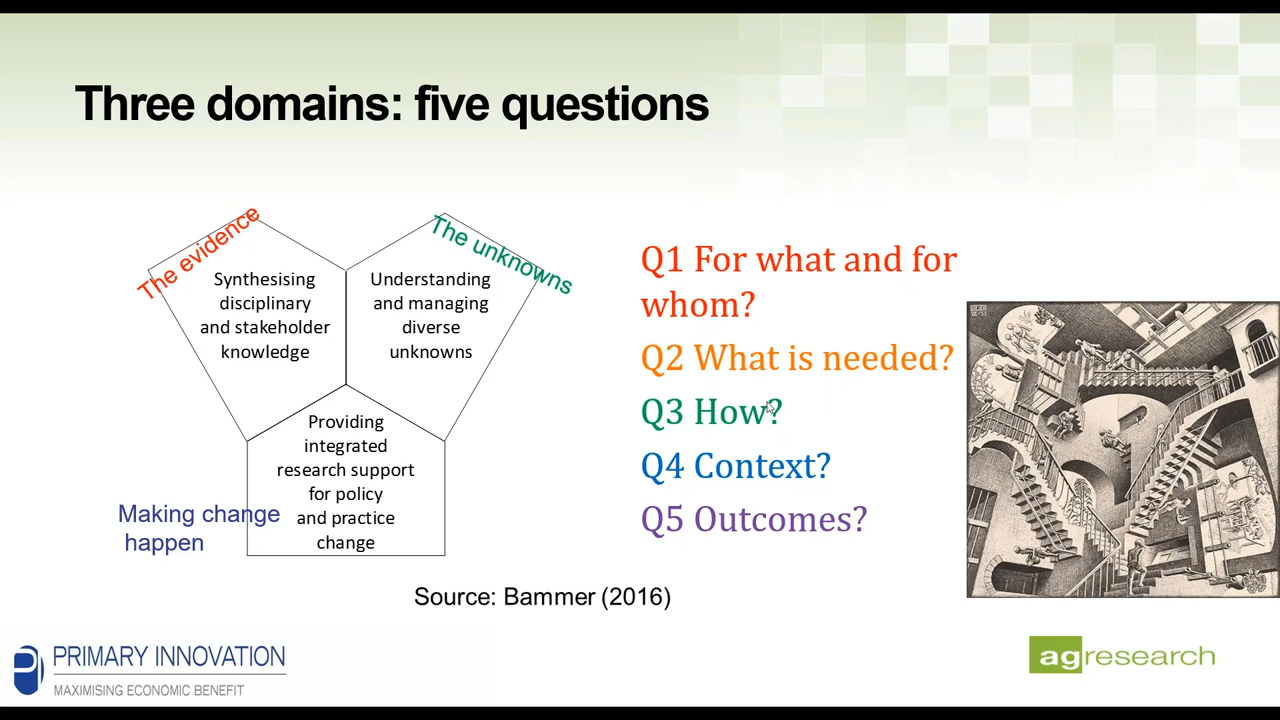 Three domains: five questions
The evidence
Synthesising
disciplinary
and stakeholder
knowledge
The unknowns
Understanding
and managing
diverse
unknowns
Providing
integrated
research support
for policy
and practice
change
Making change
happen
Q1 For what and for
whom?
Q2 What is needed?
Q3 How?
Q4 Context?
Q5 Outcomes?
Source: Bammer (2016)
PRIMARY INNOVATION
MAXIMISING ECONOMIC BENEFIT
agresearch